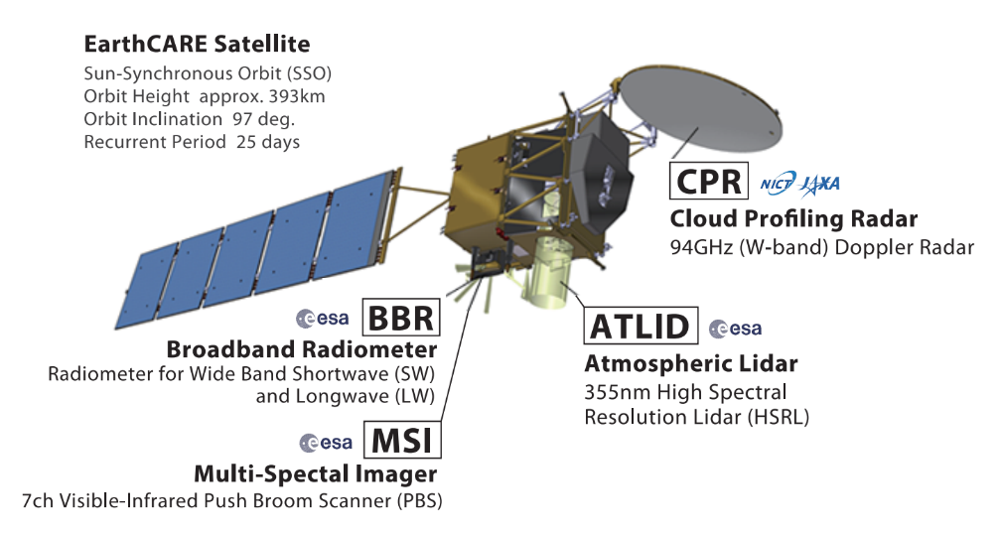 EarthCARE Satellite
Sun-Synchronous Orbit (SSO)
Orbit Height approx. 393km
Orbit Inclination 97 deg.
Recurrent Period 25 days
CPR NICT JAXA
Cloud Profiling Radar
94GHz (W-band) Doppler Radar
esa BBR
Broadband Radiometer
Radiometer for Wide Band Shortwave (SW)
and Longwave (LW)
ATLID esa
Atmospheric Lidar
355nm High Spectral
Resolution Lidar (HSRL)
esa MSI
Multi-Spectal Imager
7ch Visible-Infrared Push Broom Scanner (PBS)